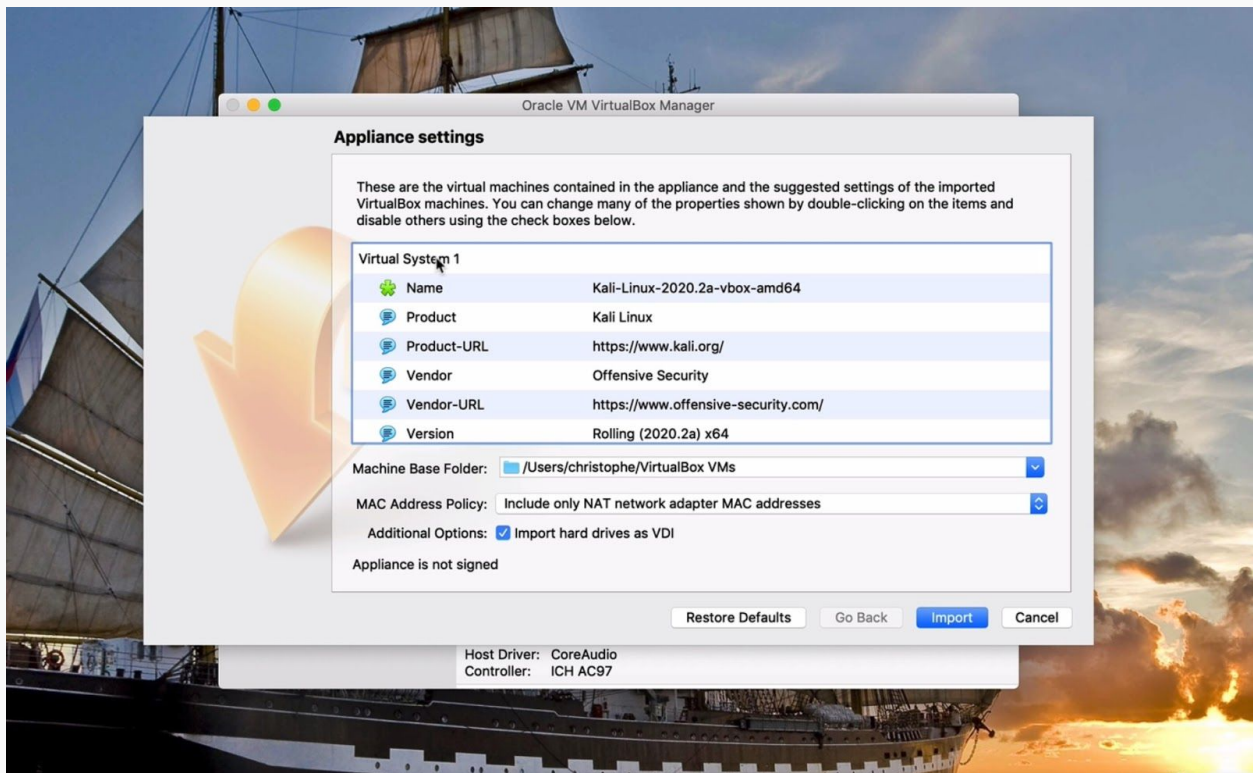 Oracle VM VirtualBox Manager
Appliance settings
These are the virtual machines contained in the appliance and the suggested settings of the imported
VirtualBox machines. You can change many of the properties shown by double-clicking on the items and
disable others using the check boxes below.
Virtual System 1
Name Kali-Linux-2020.2a-vbox-amd64
Product Kali Linux
Product-URL https://www.kali.org/
Vendor Offensive Security
Vendor-URL https://www.offensive-security.com/
Version Rolling (2020.2a) x64
Machine Base Folder: /Users/christophe/VirtualBox VMs
MAC Address Policy: Include only NAT network adapter MAC addresses
Additional Options: Import hard drives as VDI
Appliance is not signed
Restore Defaults Go Back Import Cancel
Host Driver: CoreAudio
Controller: ICH AC97